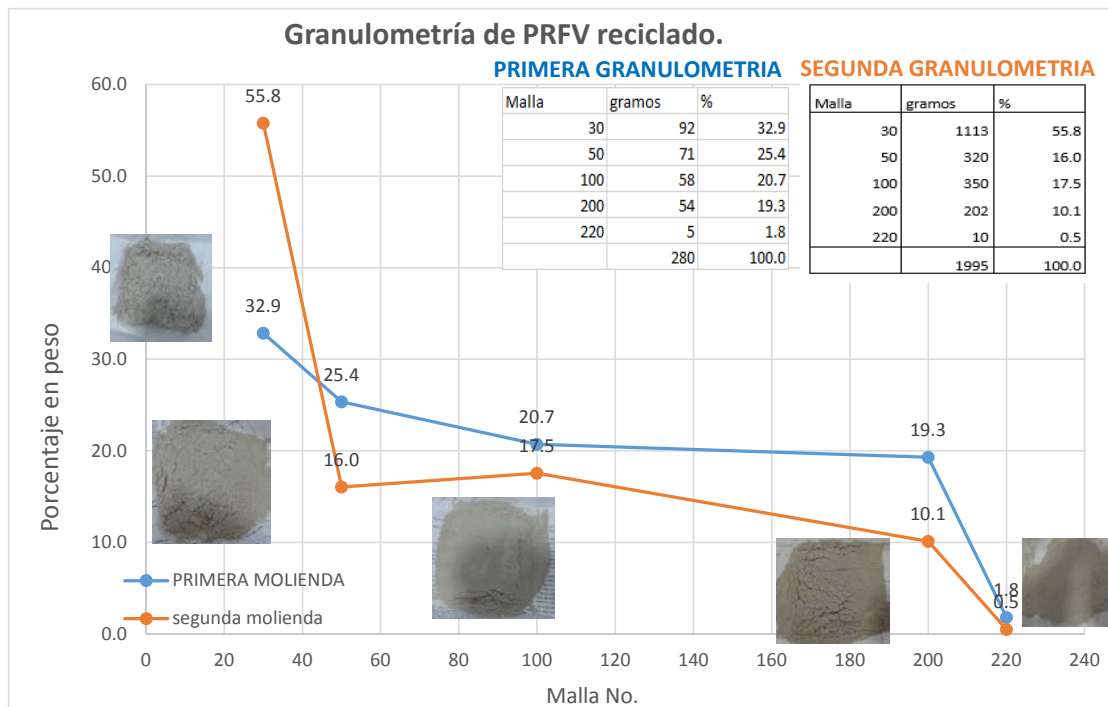 Granulometría de PRFV reciclado.
PRIMERA GRANULOMETRIA
Malla gramos %
30 92 32.9
50 71 25.4
100 58 20.7
200 54 19.3
220 5 1.8
280 100.0
SEGUNDA GRANULOMETRIA
Malla gramos %
30 1113 55.8
50 320 16.0
100 350 17.5
200 202 10.1
220 10 0.5
1995 100.0
Porcentaje en peso
60.0
50.0
40.0
30.0
20.0
10.0
0.0
55.8
32.9
25.4
16.0
20.7
17.5
19.3
10.1
1.8
0.5
PRIMERA MOLIENDA
segunda molienda
0 20 40 60 80 100 120 140 160 180 200 220 240
Malla No.